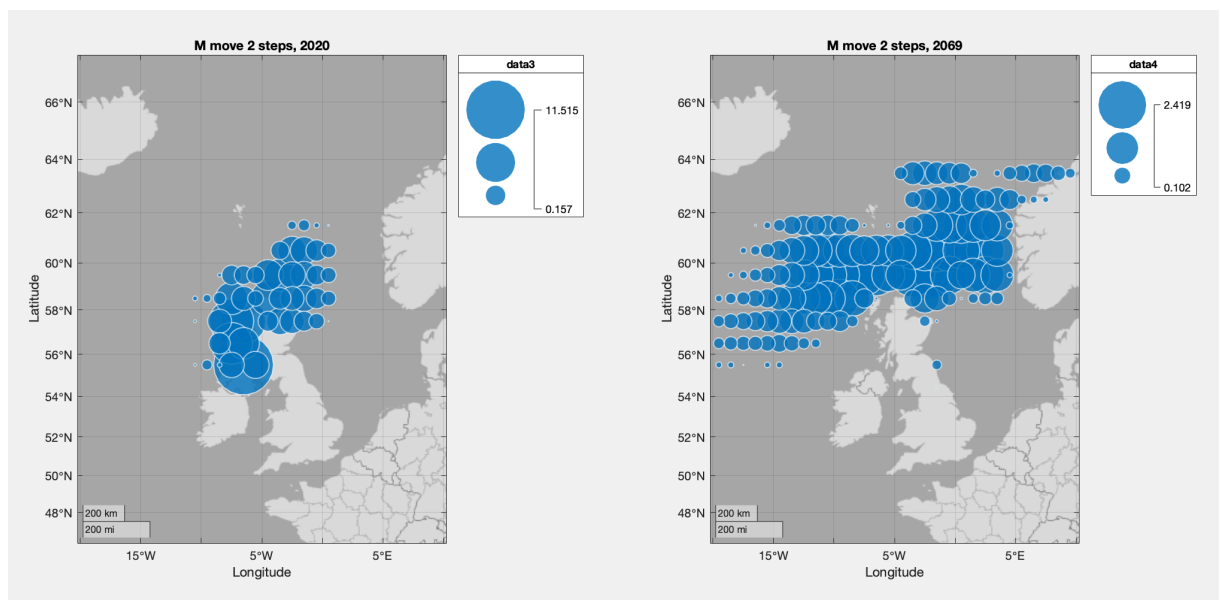 M move 2 steps, 2020
data3
11.515
0.157
66°N
64°N
62°N
60°N
58°N
56°N
54°N
52°N
50°N
48°N
Latitude
200 km
200 mi
15°W
5°W
5°E
Longitude
M move 2 steps, 2069
data4
2.419
0.102
66°N
64°N
62°N
60°N
58°N
56°N
54°N
52°N
50°N
48°N
Latitude
200 km
200 mi
15°W
5°W
5°E
Longitude